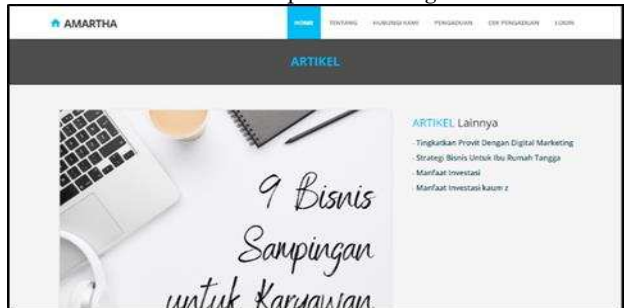 AMARTHA
HOME TENTANG HUBUNGI KAMI PENGADUAN CEK PENGADUAN LOGIN
ARTIKEL
ARTIKEL Lainnya
- Tingkatkan Provit Dengan Digital Marketing
- Strategi Bisnis Untuk Ibu Rumah Tangga
- Manfaat Investasi
- Manfaat Investasi kaum z
9 Bisnis
Sampingan
untuk Karyawan